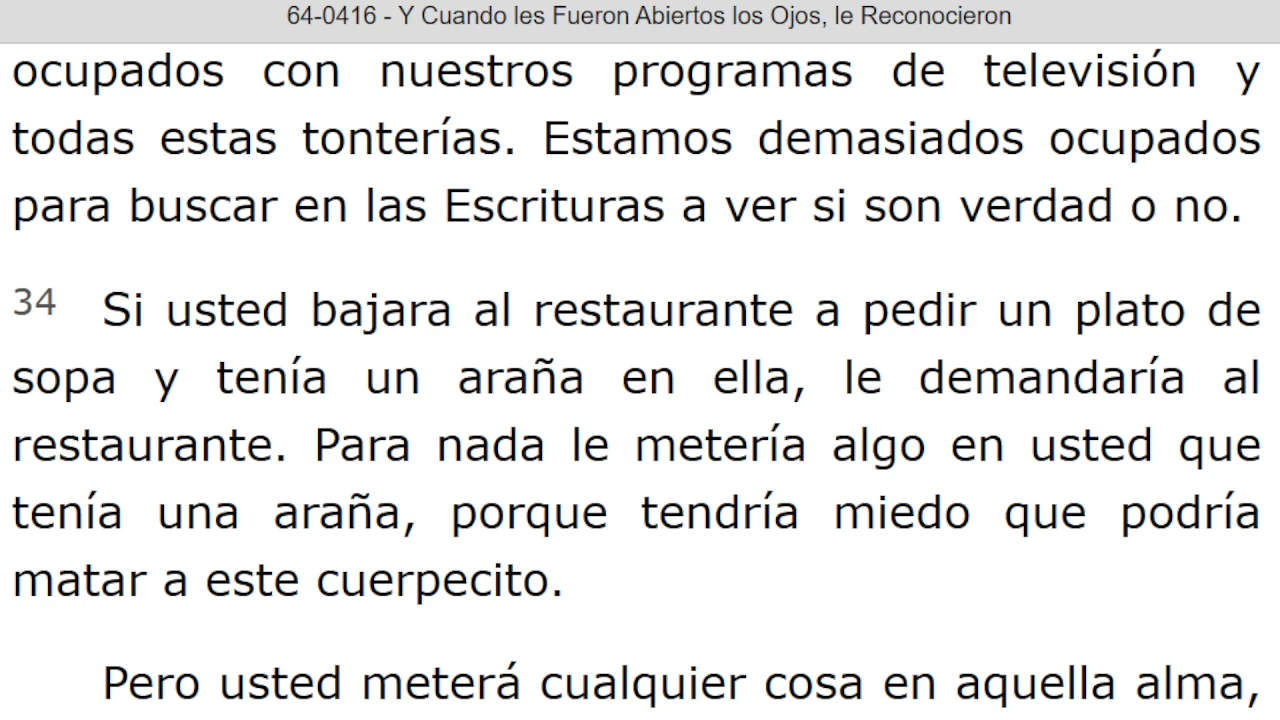 64-0416 - Y Cuando les Fueron Abiertos los Ojos, le Reconocieron
ocupados con nuestros programas de televisión y
todas estas tonterías. Estamos demasiados ocupados
para buscar en las Escrituras a ver si son verdad o no.
34 Si usted bajara al restaurante a pedir un plato de
sopa y tenía un araña en ella, le demandaría al
restaurante. Para nada le metería algo en usted que
tenía una araña, porque tendría miedo que podría
matar a este cuerpecito.
Pero usted meterá cualquier cosa en aquella alma,